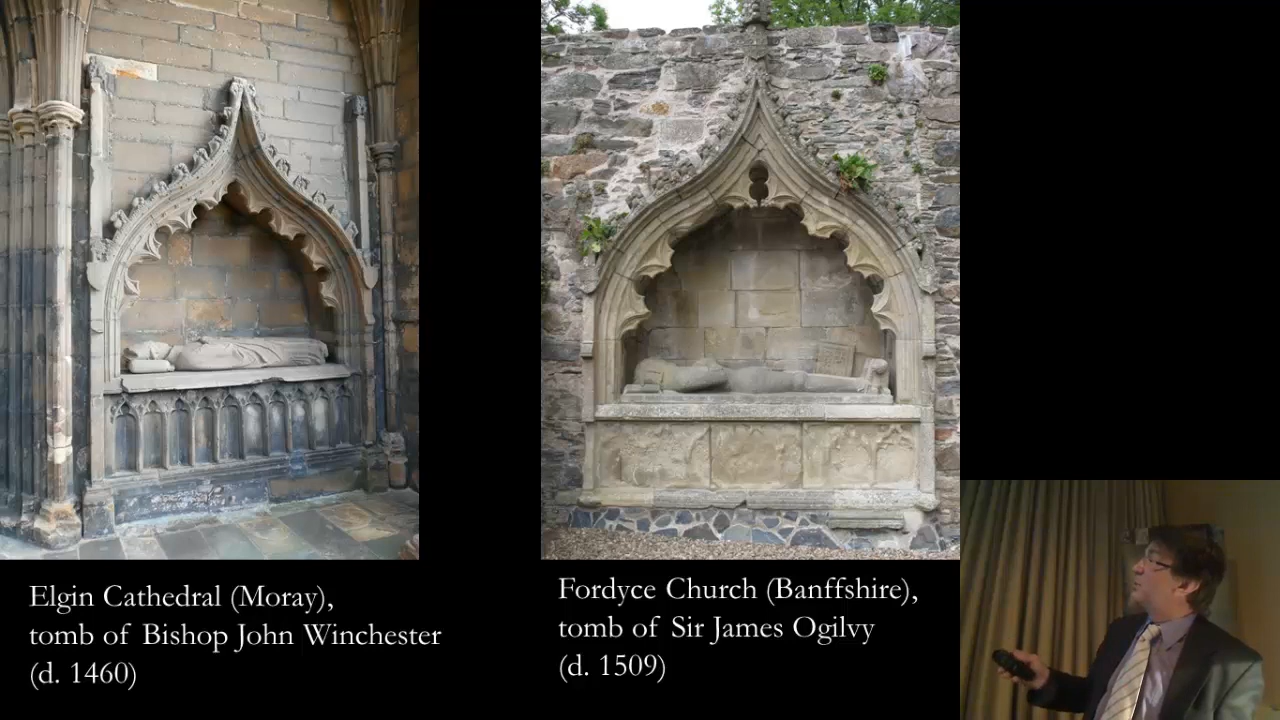 Elgin Cathedral (Moray),
tomb of Bishop John Winchester
(d. 1460)
Fordyce Church (Banffshire),
tomb of Sir James Ogilvy
(d. 1509)